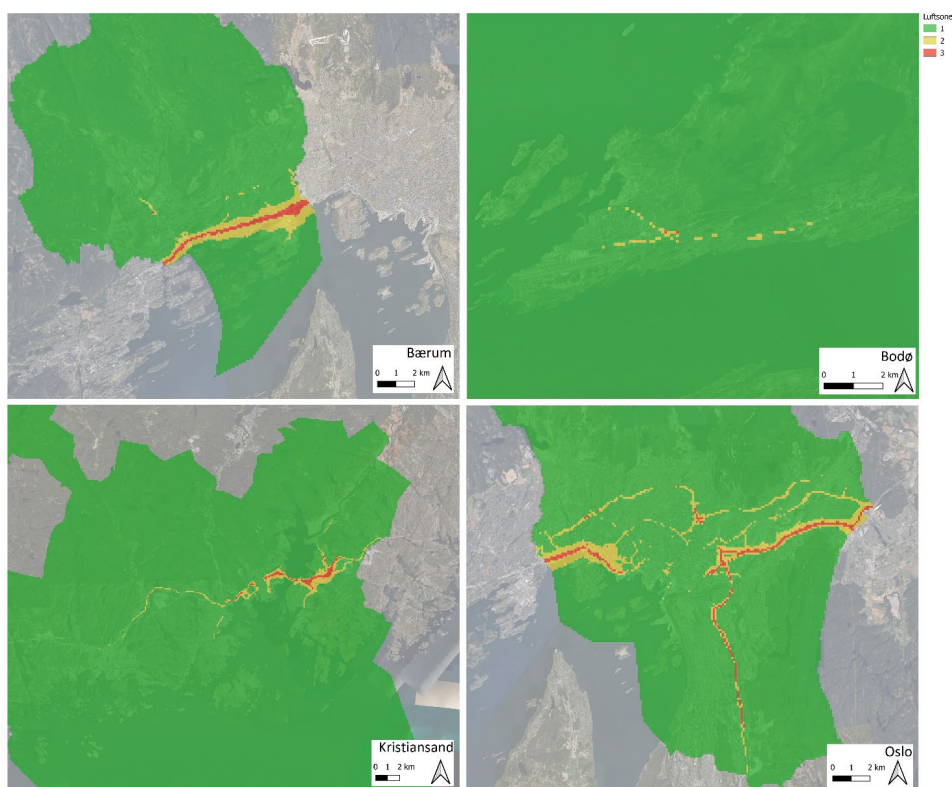 Luftsone
1
2
3
Bærum
0 1 2 km
Bodø
0 1 2 km
Kristiansand
0 1 2 km
Oslo
0 1 2 km